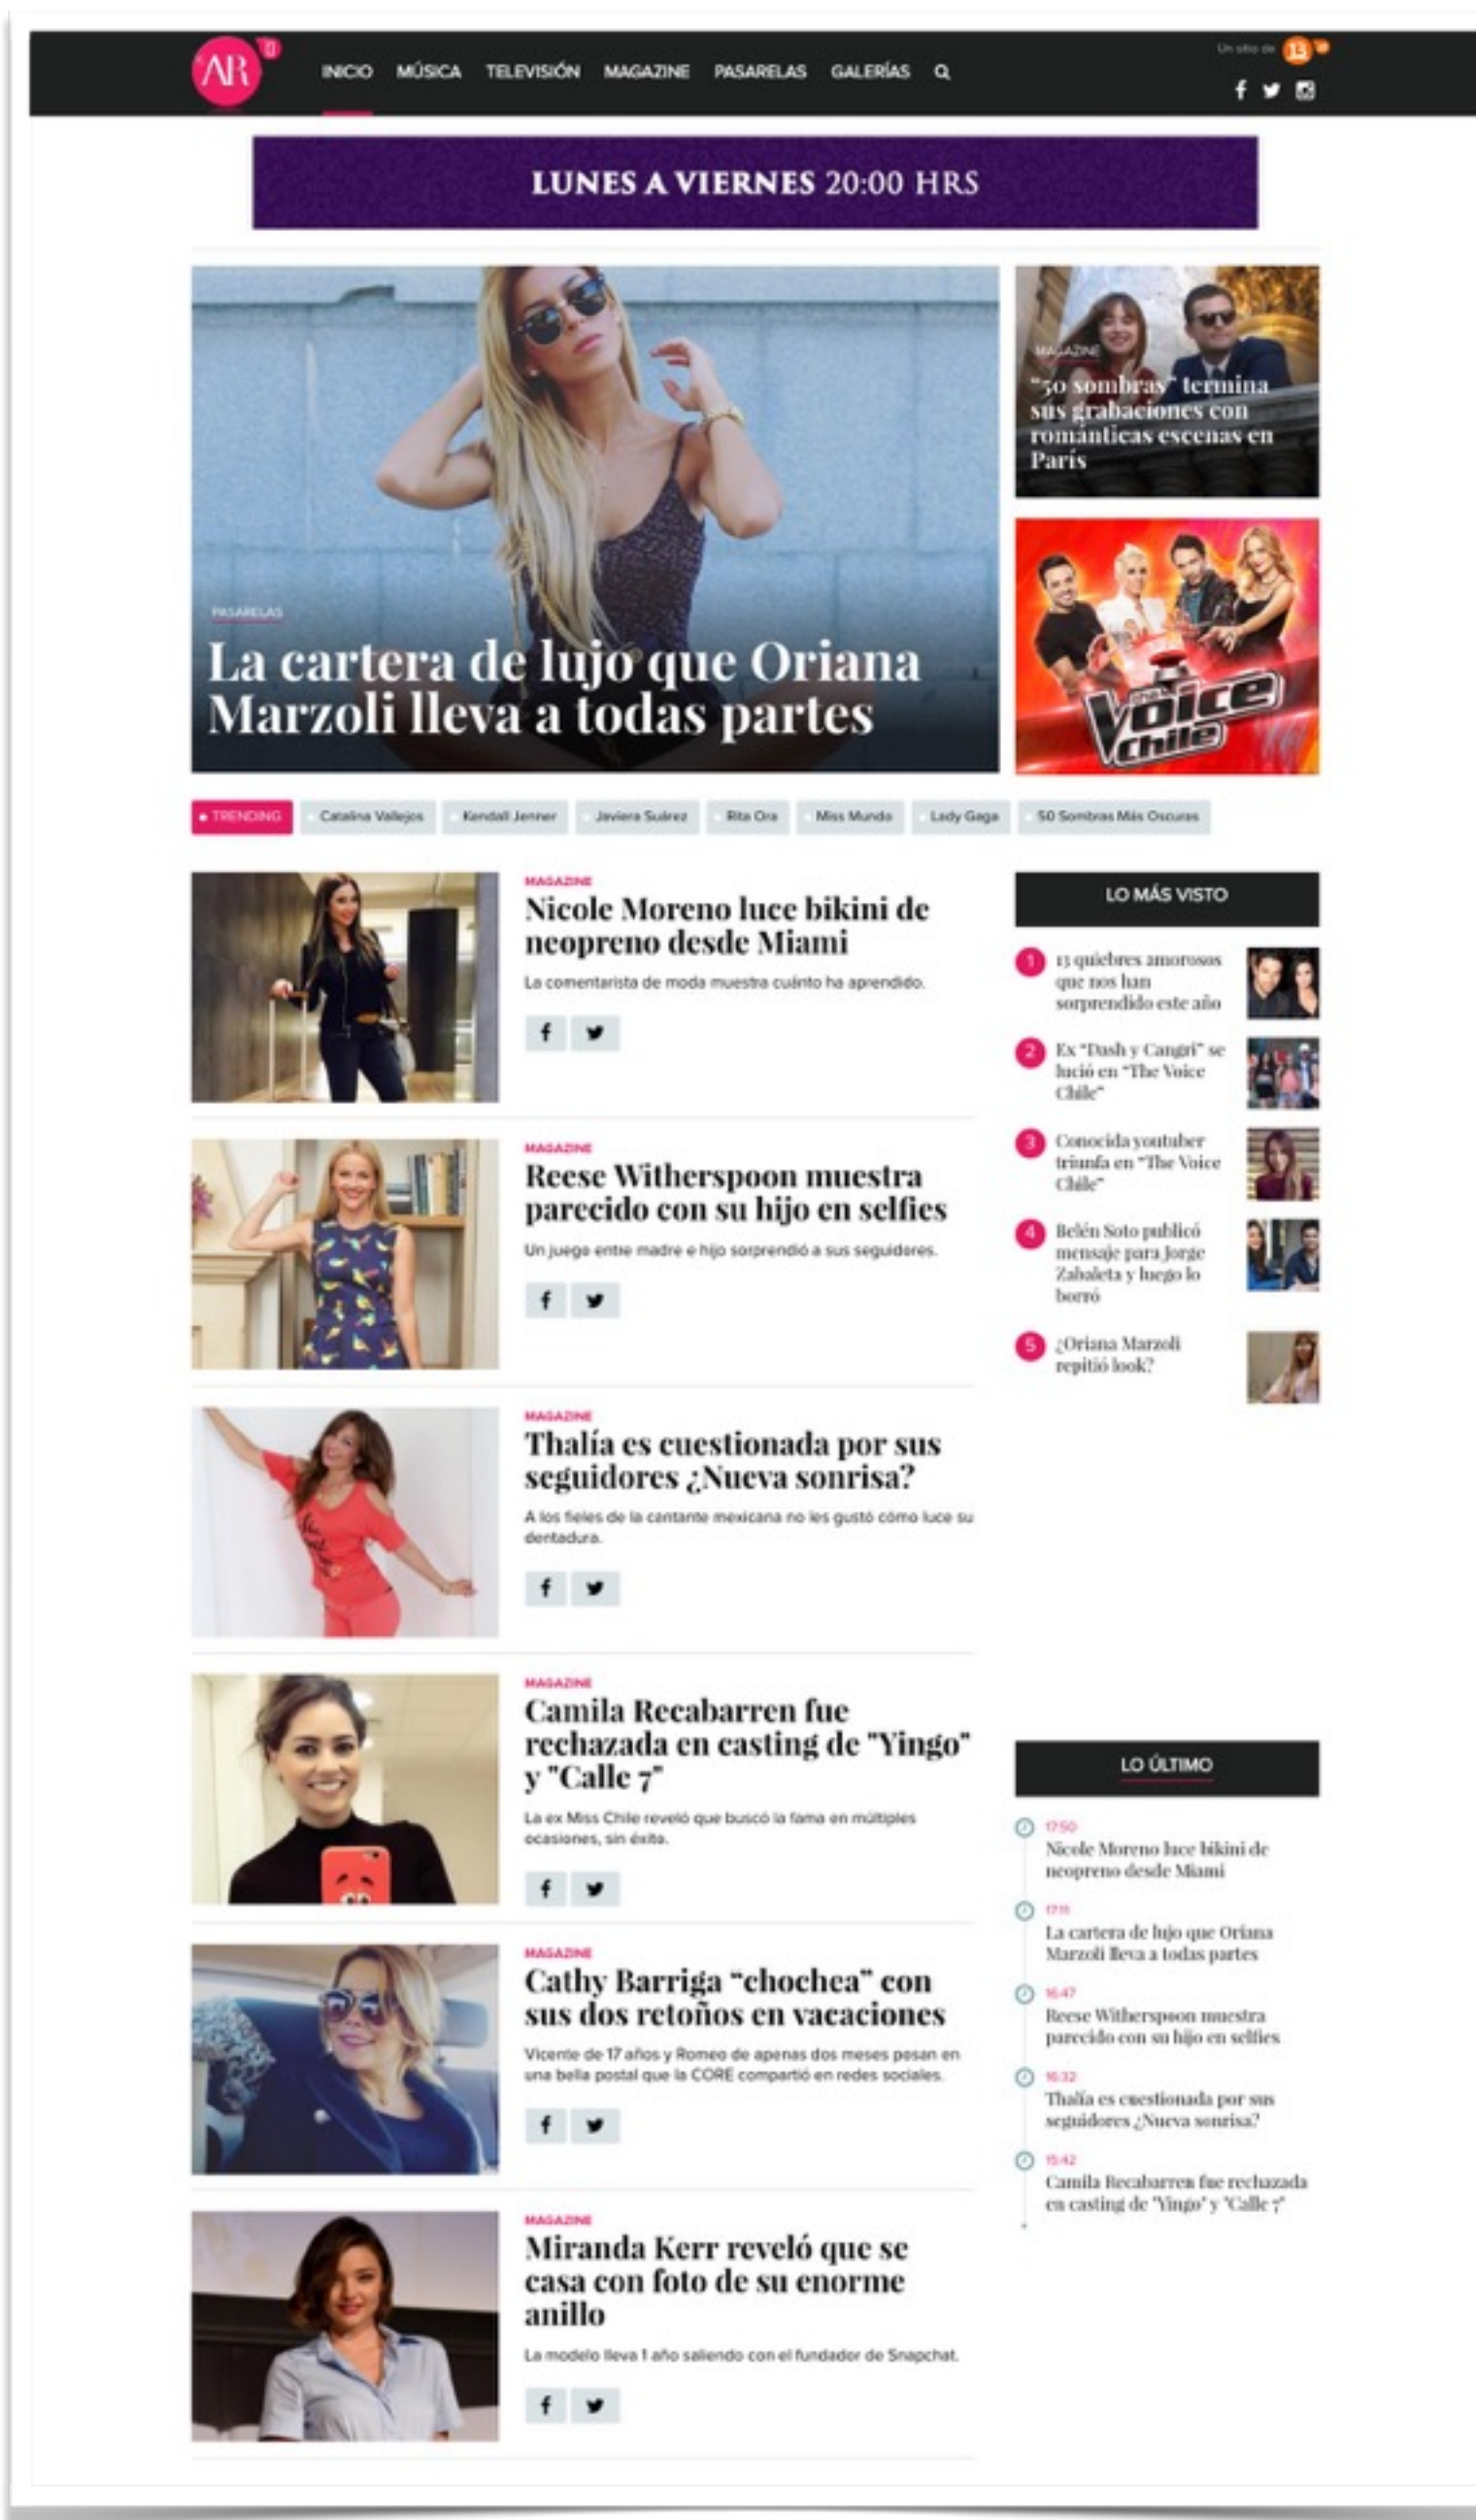 AR
13
INICIO MÚSICA TELEVISIÓN MAGAZINE PASARELAS GALERÍAS
Un sitio de 13
LUNES A VIERNES 20:00 HRS
PASARELAS
La cartera de lujo que Oriana
Marzoli lleva a todas partes
MAGAZINE
“50 sombras” termina
sus grabaciones con
románticas escenas en
París
The
Voice
Chile
TRENDING Catalina Vallejos Kendall Jenner Javiera Suárez Rita Ora Miss Mundo Lady Gaga 50 Sombras Más Oscuras
MAGAZINE
Nicole Moreno luce bikini de
neopreno desde Miami
La comentarista de moda muestra cuánto ha aprendido.
MAGAZINE
Reese Witherspoon muestra
parecido con su hijo en selfies
Un juego entre madre e hijo sorprendió a sus seguidores.
MAGAZINE
Thalía es cuestionada por sus
seguidores ¿Nueva sonrisa?
A los fieles de la cantante mexicana no les gustó cómo luce su
dentadura.
MAGAZINE
Camila Recabarren fue
rechazada en casting de "Yingo"
y "Calle 7"
La ex Miss Chile reveló que buscó la fama en múltiples
ocasiones, sin éxito.
MAGAZINE
Cathy Barriga “chochea” con
sus dos retoños en vacaciones
Vicente de 17 años y Romeo de apenas dos meses posan en
una bella postal que la CORE compartió en redes sociales.
MAGAZINE
Miranda Kerr reveló que se
casa con foto de su enorme
anillo
La modelo lleva 1 año saliendo con el fundador de Snapchat.
LO MÁS VISTO
1 13 quiebres amorosos
que nos han
sorprendido este año
2 Ex “Dash y Cangri” se
lució en “The Voice
Chile”
3 Conocida youtuber
triunfa en “The Voice
Chile”
4 Belén Soto publicó
mensaje para Jorge
Zabaleta y luego lo
borró
5 ¿Oriana Marzoli
repitió look?
LO ÚLTIMO
17:50
Nicole Moreno luce bikini de
neopreno desde Miami
17:11
La cartera de lujo que Oriana
Marzoli lleva a todas partes
16:47
Reese Witherspoon muestra
parecido con su hijo en selfies
16:32
Thalía es cuestionada por sus
seguidores ¿Nueva sonrisa?
15:42
Camila Recabarren fue rechazada
en casting de "Yingo" y "Calle 7"